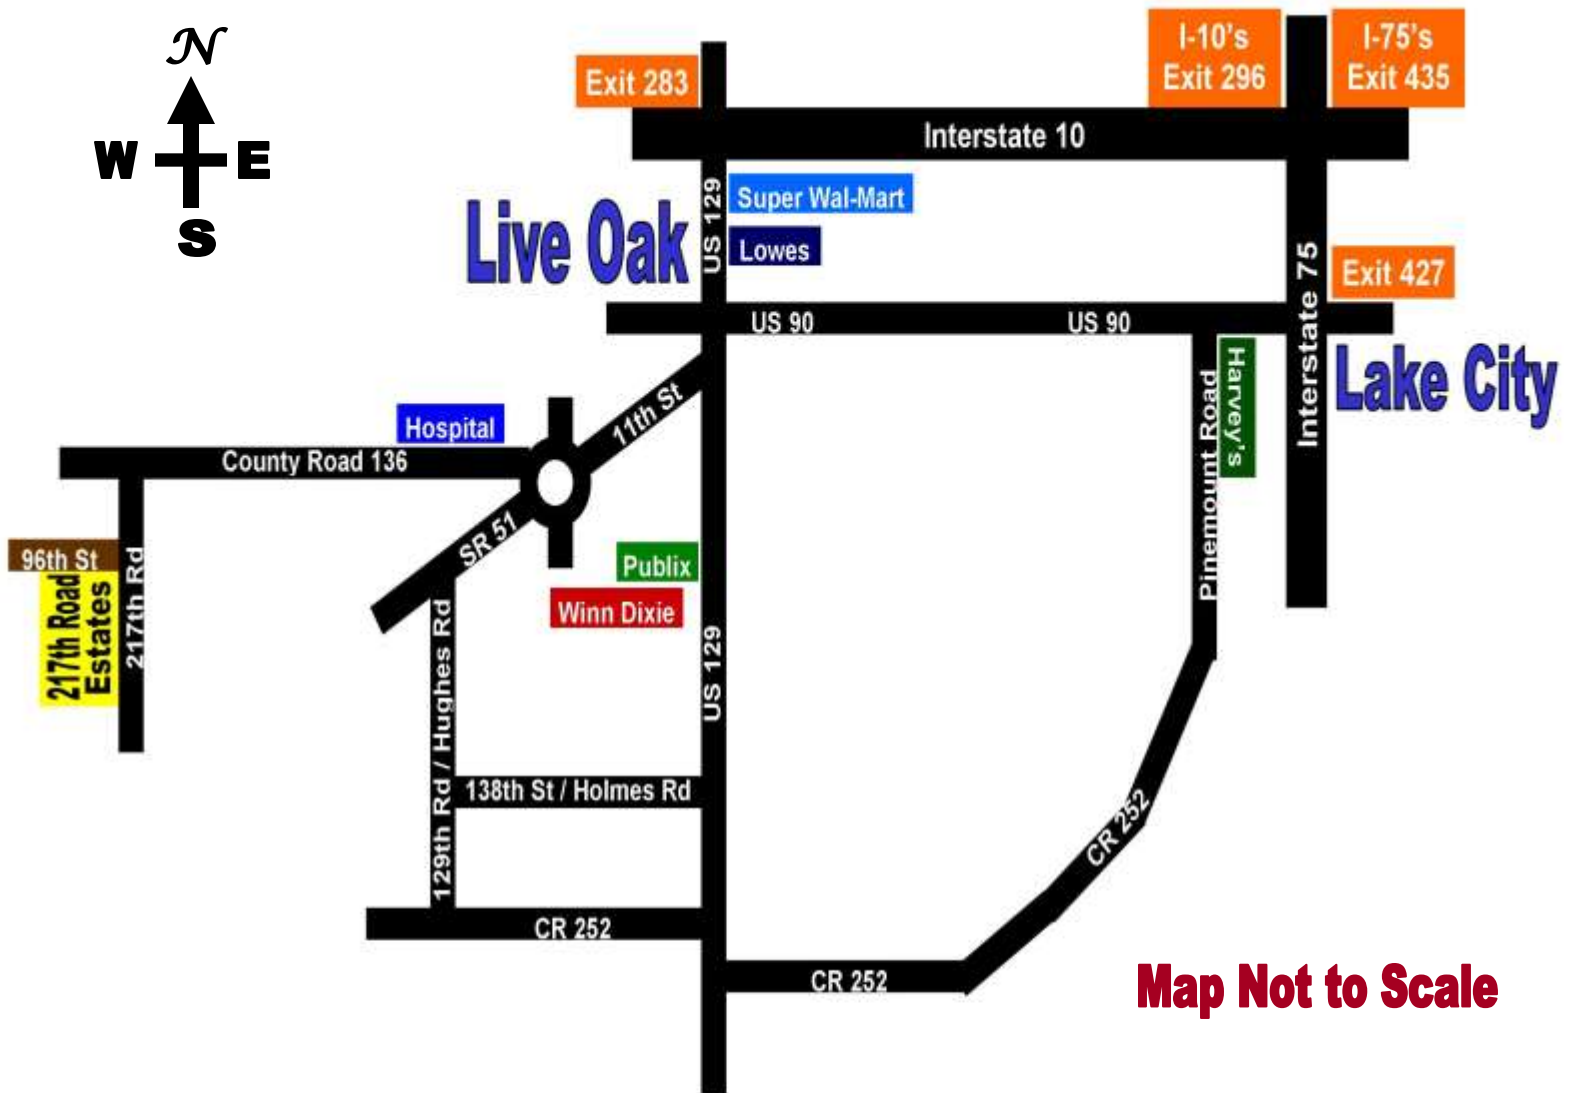 N
W E
S
Exit 283
I-10's
Exit 296
I-75's
Exit 435
Interstate 10
US 129
Super Wal-Mart
Lowes
Live Oak
Interstate 75
Exit 427
US 90
US 90
Lake City
Harvey's
Pinemount Road
11th St
Hospital
County Road 136
SR 51
96th St
217th Rd
217th Road
Estates
Publix
Winn Dixie
US 129
129th Rd / Hughes Rd
138th St / Holmes Rd
CR 252
CR 252
CR 252
Map Not to Scale